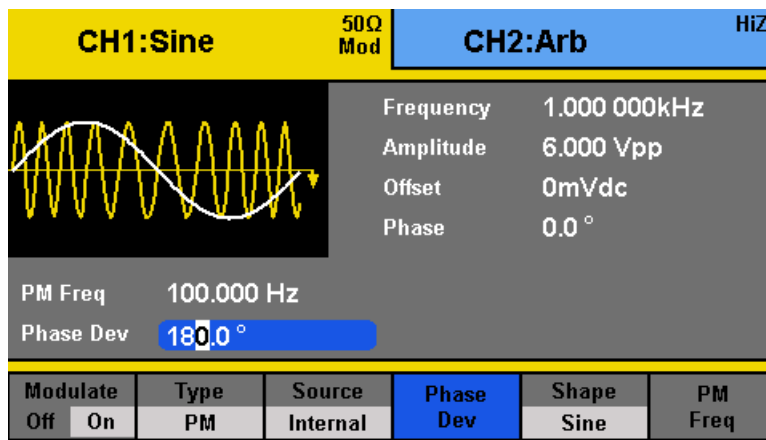 CH1:Sine
50Ω
Mod
CH2:Arb
HiZ
Frequency 1.000 000kHz
Amplitude 6.000 Vpp
Offset 0mVdc
Phase 0.0 °
PM Freq 100.000 Hz
Phase Dev 180.0 °
Modulate Type Source Phase Shape PM
Off On PM Internal Dev Sine Freq